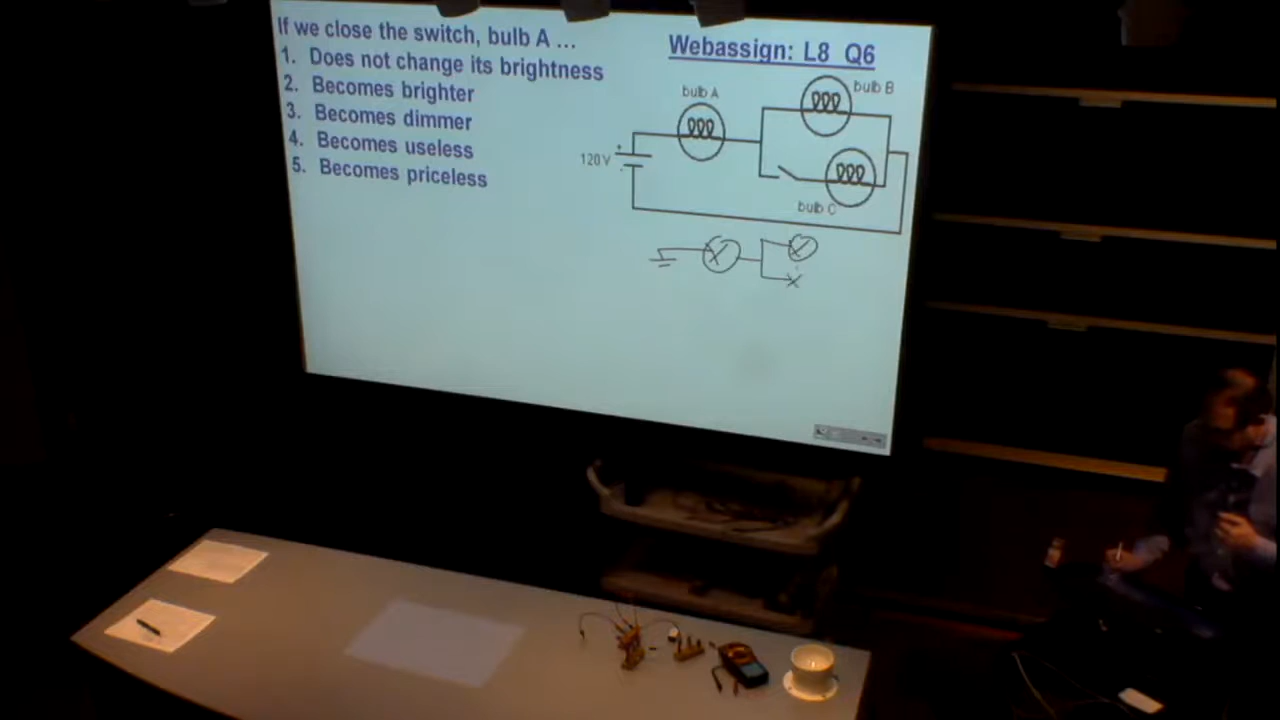 If we close the switch, bulb A ...
1. Does not change its brightness
2. Becomes brighter
3. Becomes dimmer
4. Becomes useless
5. Becomes priceless
Webassign: L8 Q6
bulb A
bulb B
120V
+
bulb C